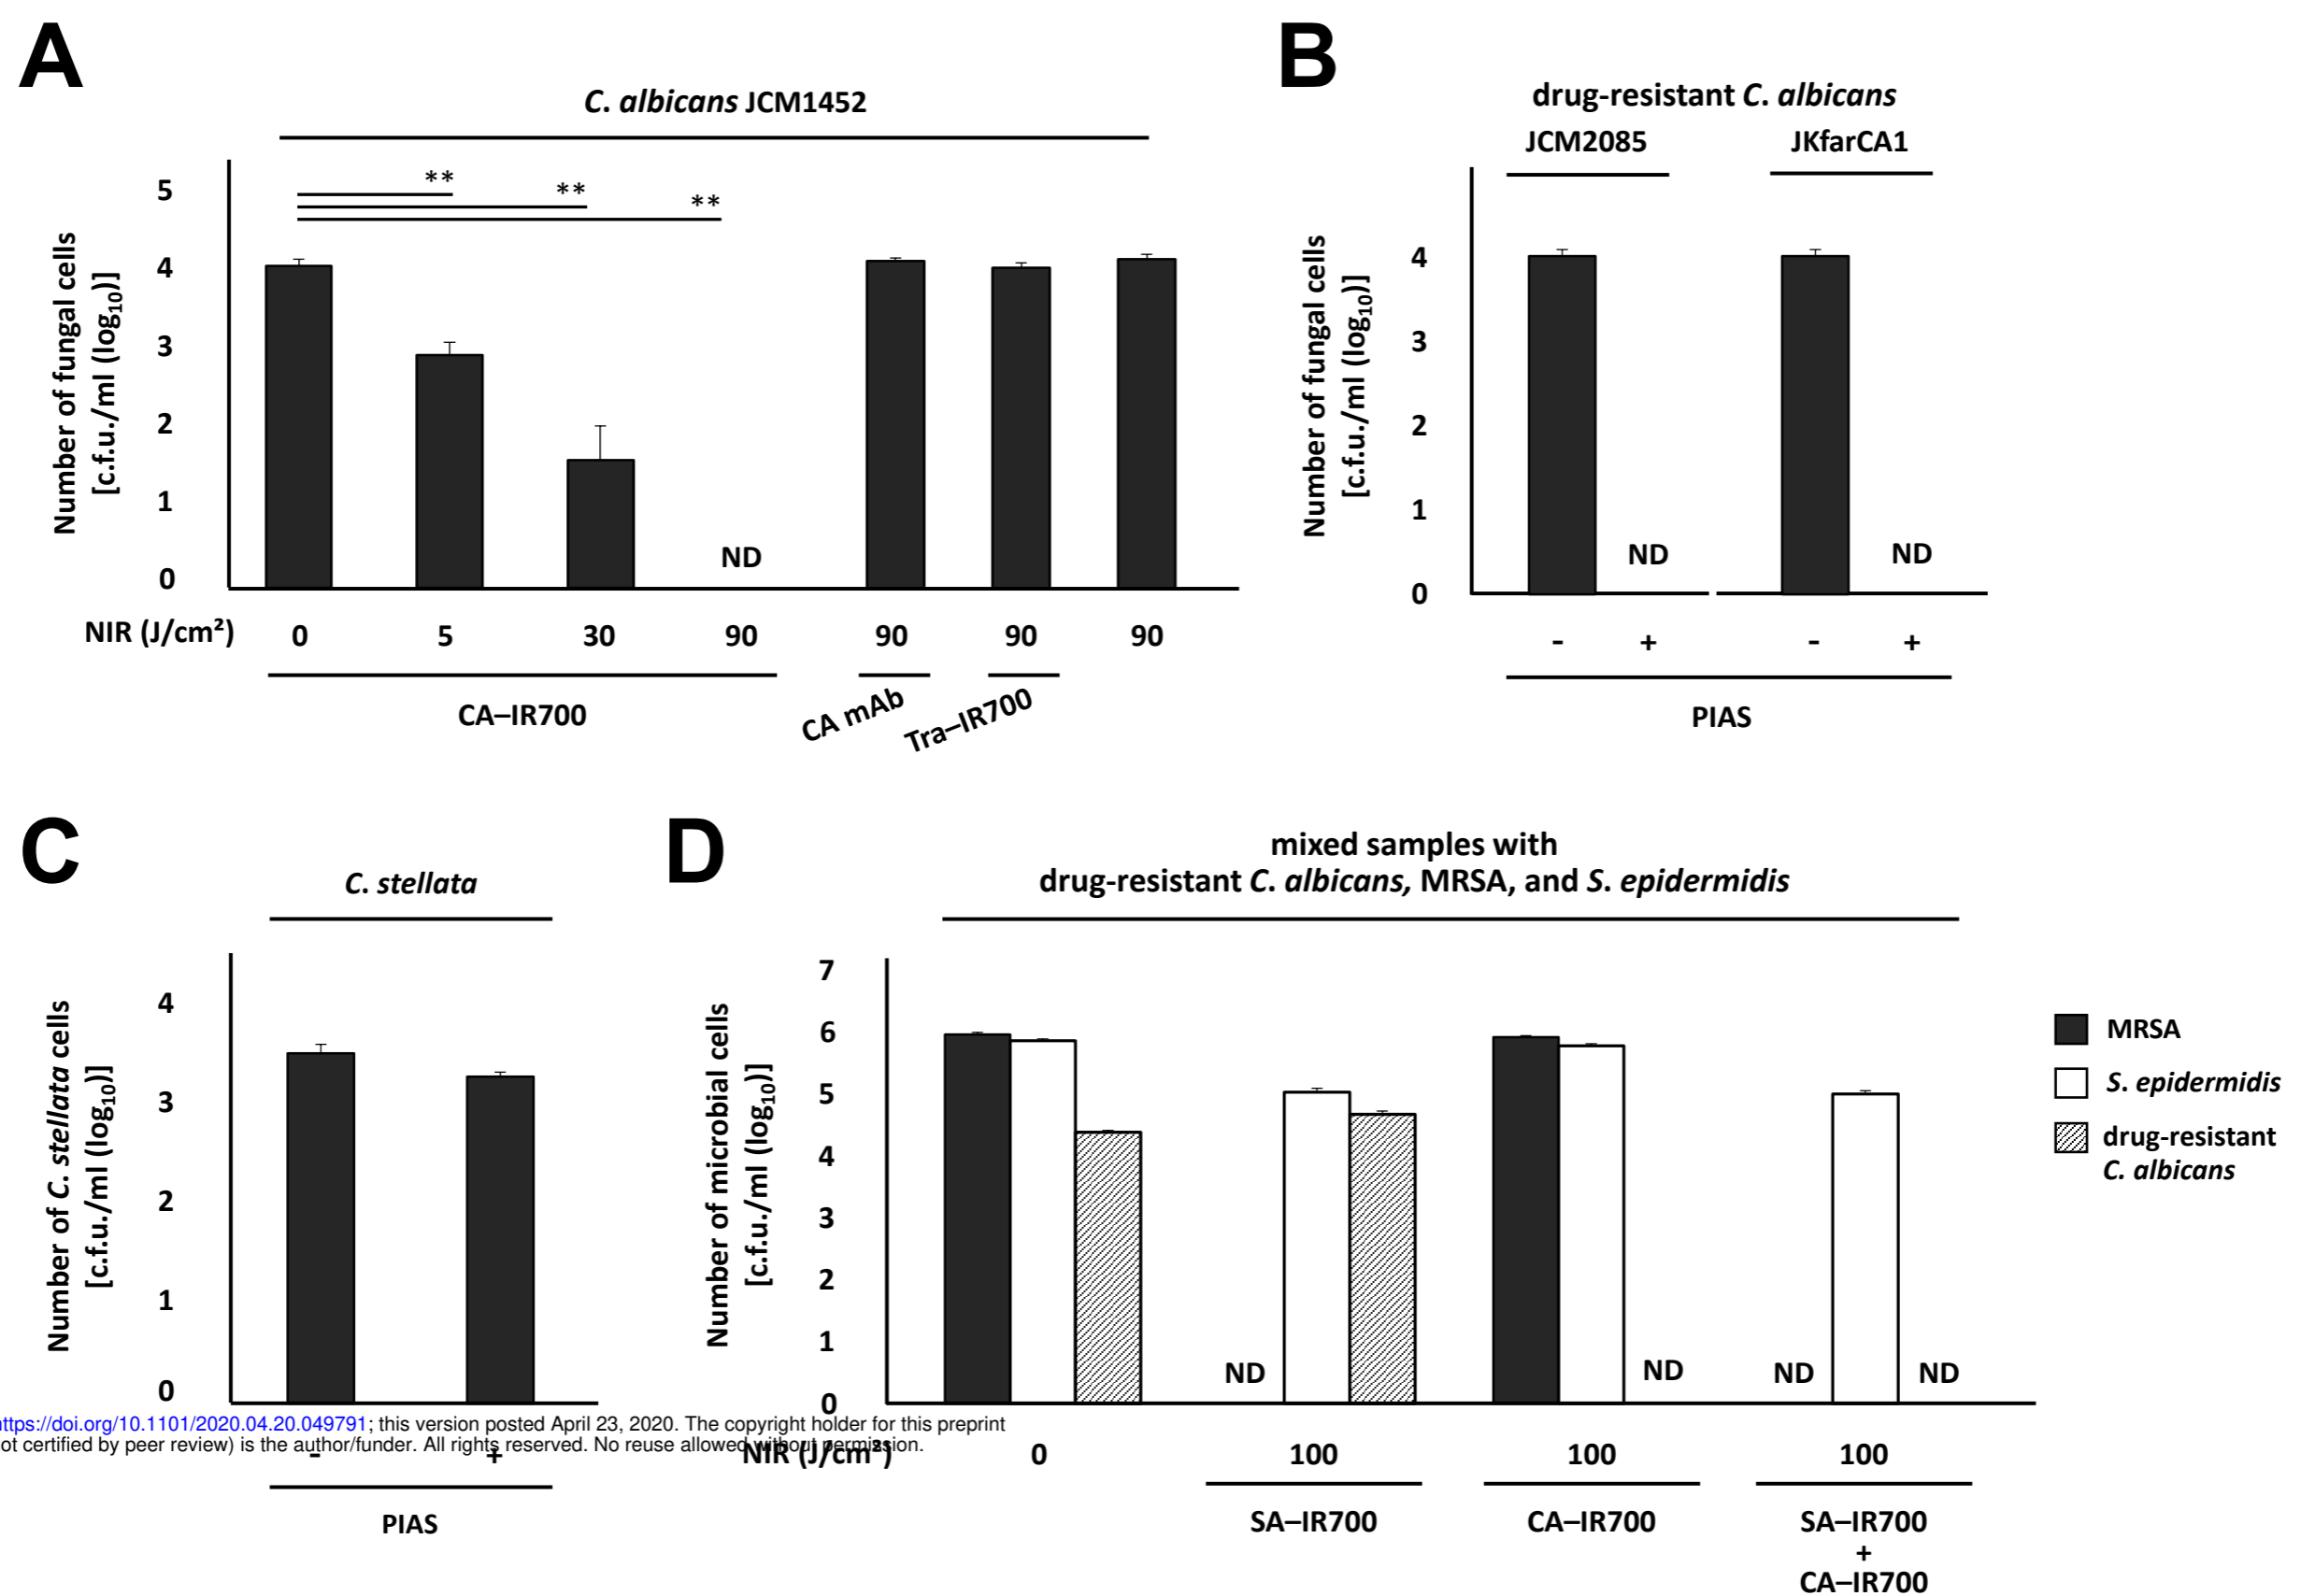 A
C. albicans JCM1452
Number of fungal cells
[c.f.u./ml (log10)]
5
4
3
2
1
0
**
**
**
ND
NIR (J/cm²)
0
5
30
90
90
90
90
CA–IR700
CA mAb
Tra–IR700
B
drug-resistant C. albicans
JCM2085
JKfarCA1
Number of fungal cells
[c.f.u./ml (log10)]
4
3
2
1
0
ND
ND
-
+
-
+
PIAS
C
C. stellata
Number of C. stellata cells
[c.f.u./ml (log10)]
4
3
2
1
0
-
+
PIAS
D
mixed samples with
drug-resistant C. albicans, MRSA, and S. epidermidis
Number of microbial cells
[c.f.u./ml (log10)]
7
6
5
4
3
2
1
0
ND
ND
ND
ND
MRSA
S. epidermidis
drug-resistant
C. albicans
NIR (J/cm²)
0
100
100
100
SA–IR700
CA–IR700
SA–IR700
+
CA–IR700
ttps://doi.org/10.1101/2020.04.20.049791; this version posted April 23, 2020. The copyright holder for this preprint
ot certified by peer review) is the author/funder. All rights reserved. No reuse allowed without permission.